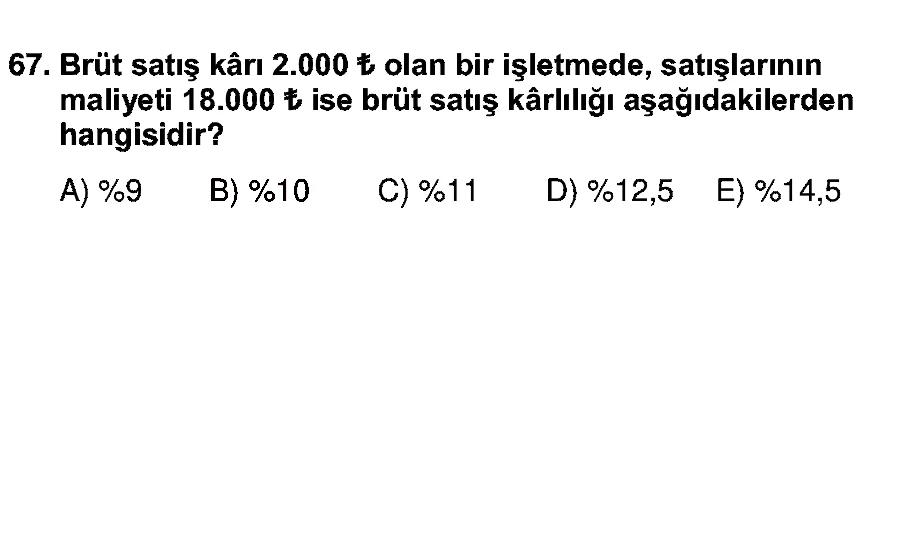 67. Brüt satış kârı 2.000 ₺ olan bir işletmede, satışlarının
maliyeti 18.000 ₺ ise brüt satış kârlılığı aşağıdakilerden
hangisidir?
A) %9 B) %10 C) %11 D) %12,5 E) %14,5